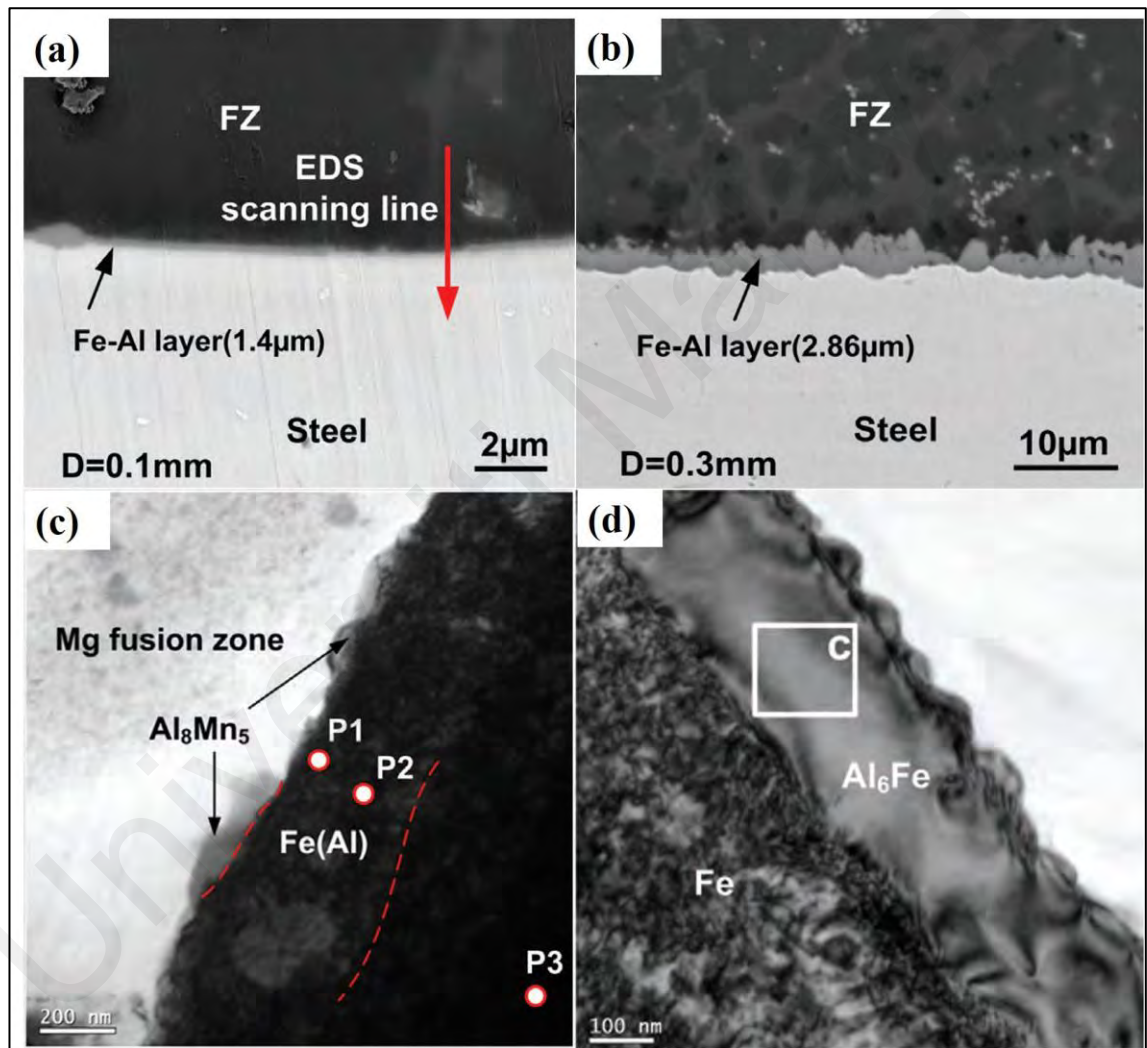 (a)
FZ
EDS
scanning line
Fe-Al layer(1.4µm)
Steel
D=0.1mm
2µm
(b)
FZ
Fe-Al layer(2.86µm)
Steel
D=0.3mm
10µm
(c)
Mg fusion zone
Al₈Mn₅
P1
P2
Fe(Al)
P3
200 nm
(d)
C
Al₆Fe
Fe
100 nm